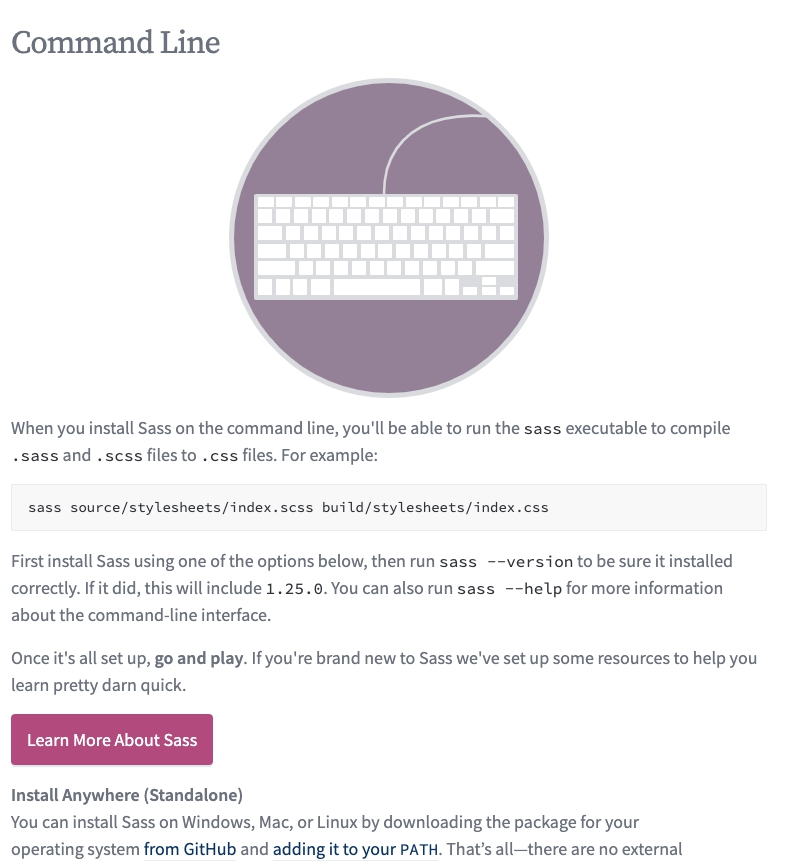 Command Line
When you install Sass on the command line, you'll be able to run the sass executable to compile
.sass and .scss files to .css files. For example:
sass source/stylesheets/index.scss build/stylesheets/index.css
First install Sass using one of the options below, then run sass --version to be sure it installed
correctly. If it did, this will include 1.25.0. You can also run sass --help for more information
about the command-line interface.
Once it's all set up, go and play. If you're brand new to Sass we've set up some resources to help you
learn pretty darn quick.
Learn More About Sass
Install Anywhere (Standalone)
You can install Sass on Windows, Mac, or Linux by downloading the package for your
operating system from GitHub and adding it to your PATH. That’s all—there are no external